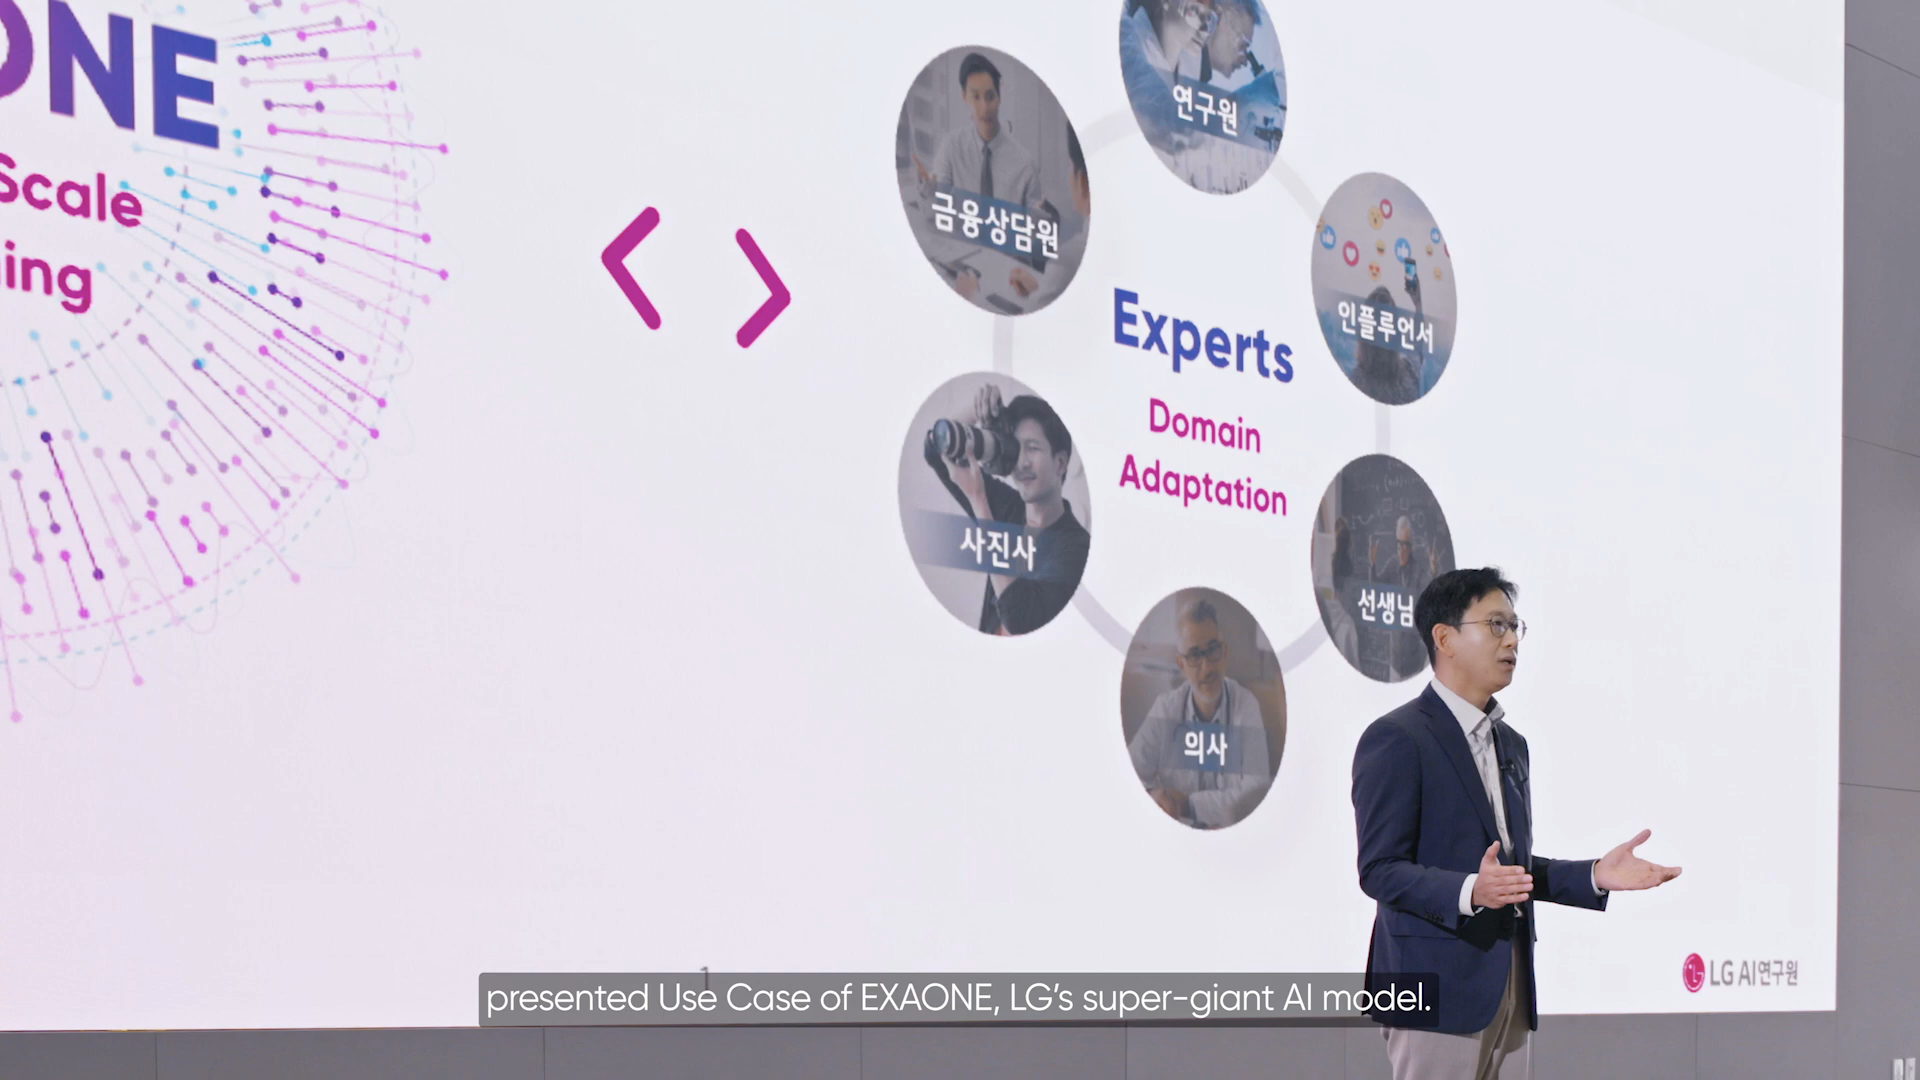 ONE
Scale
ing
연구원
금융상담원
인플루언서
Experts
Domain
Adaptation
사진사
선생님
의사
1
LG AI연구원
presented Use Case of EXAONE, LG's super-giant AI model.